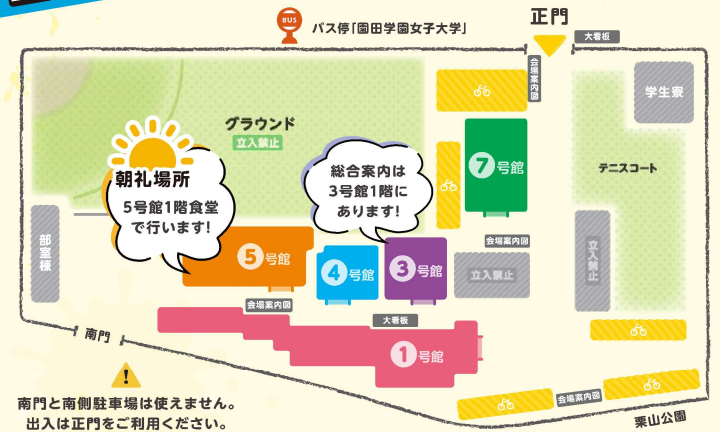 BUS
バス停「園田学園女子大学」
正門
大看板
会場案内図
学生寮
グラウンド
立入禁止
7号館
テニスコート
朝礼場所
5号館1階食堂
で行います!
総合案内は
3号館1階に
あります!
部室棟
5号館
4号館
3号館
会場案内図
立入禁止
立入禁止
会場案内図
大看板
1号館
南門
南門と南側駐車場は使えません。
出入は正門をご利用ください。
会場案内図
栗山公園